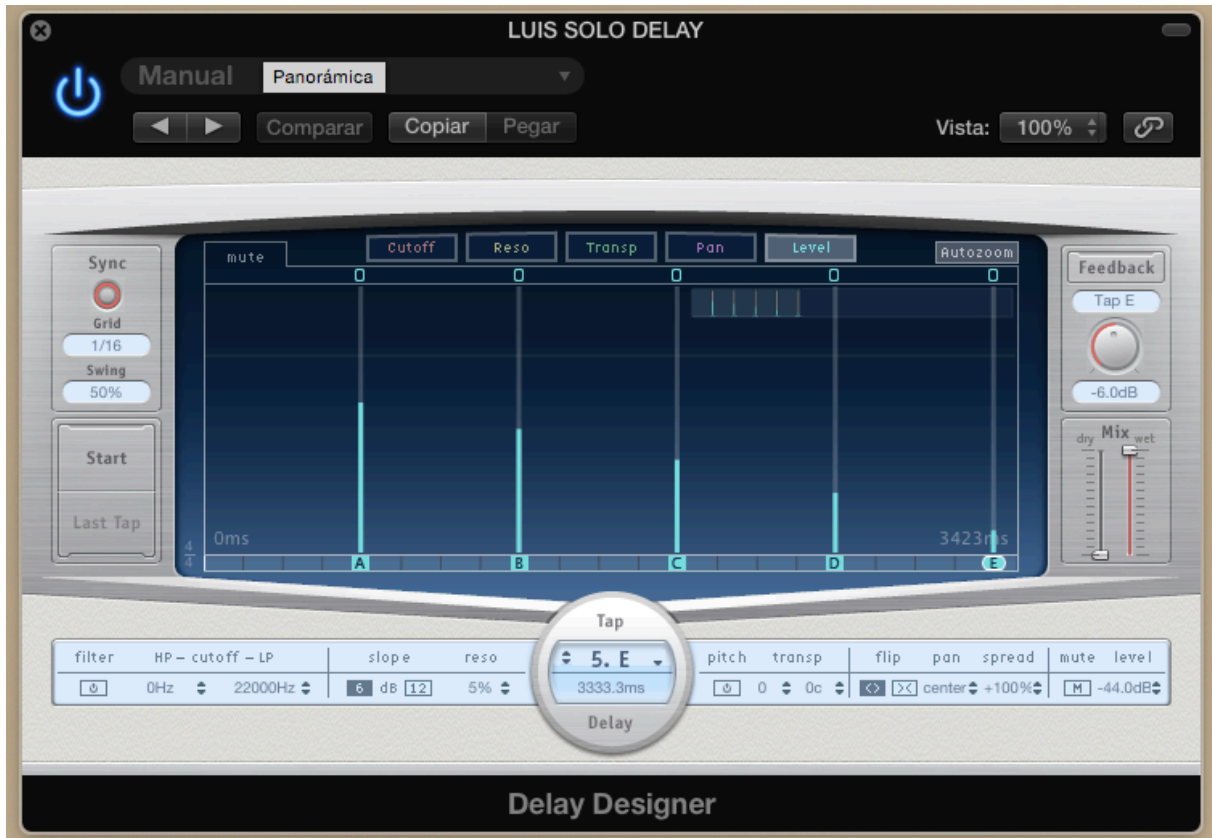 LUIS SOLO DELAY
Manual Panorámica
Comparar Copiar Pegar Vista: 100%
mute Cutoff Reso Transp Pan Level Autozoom
0 0 0 0 0
Sync
Grid
1/16
Swing
50%
Start
Last Tap
Feedback
Tap E
-6.0dB
dry Mix wet
0ms 3423ms
4
4
A B C D E
Tap
5. E
3333.3ms
Delay
filter HP – cutoff – LP slope reso pitch transp flip pan spread mute level
0Hz 22000Hz 6 dB 12 5% 0 0c <> >< center +100% M -44.0dB
Delay Designer